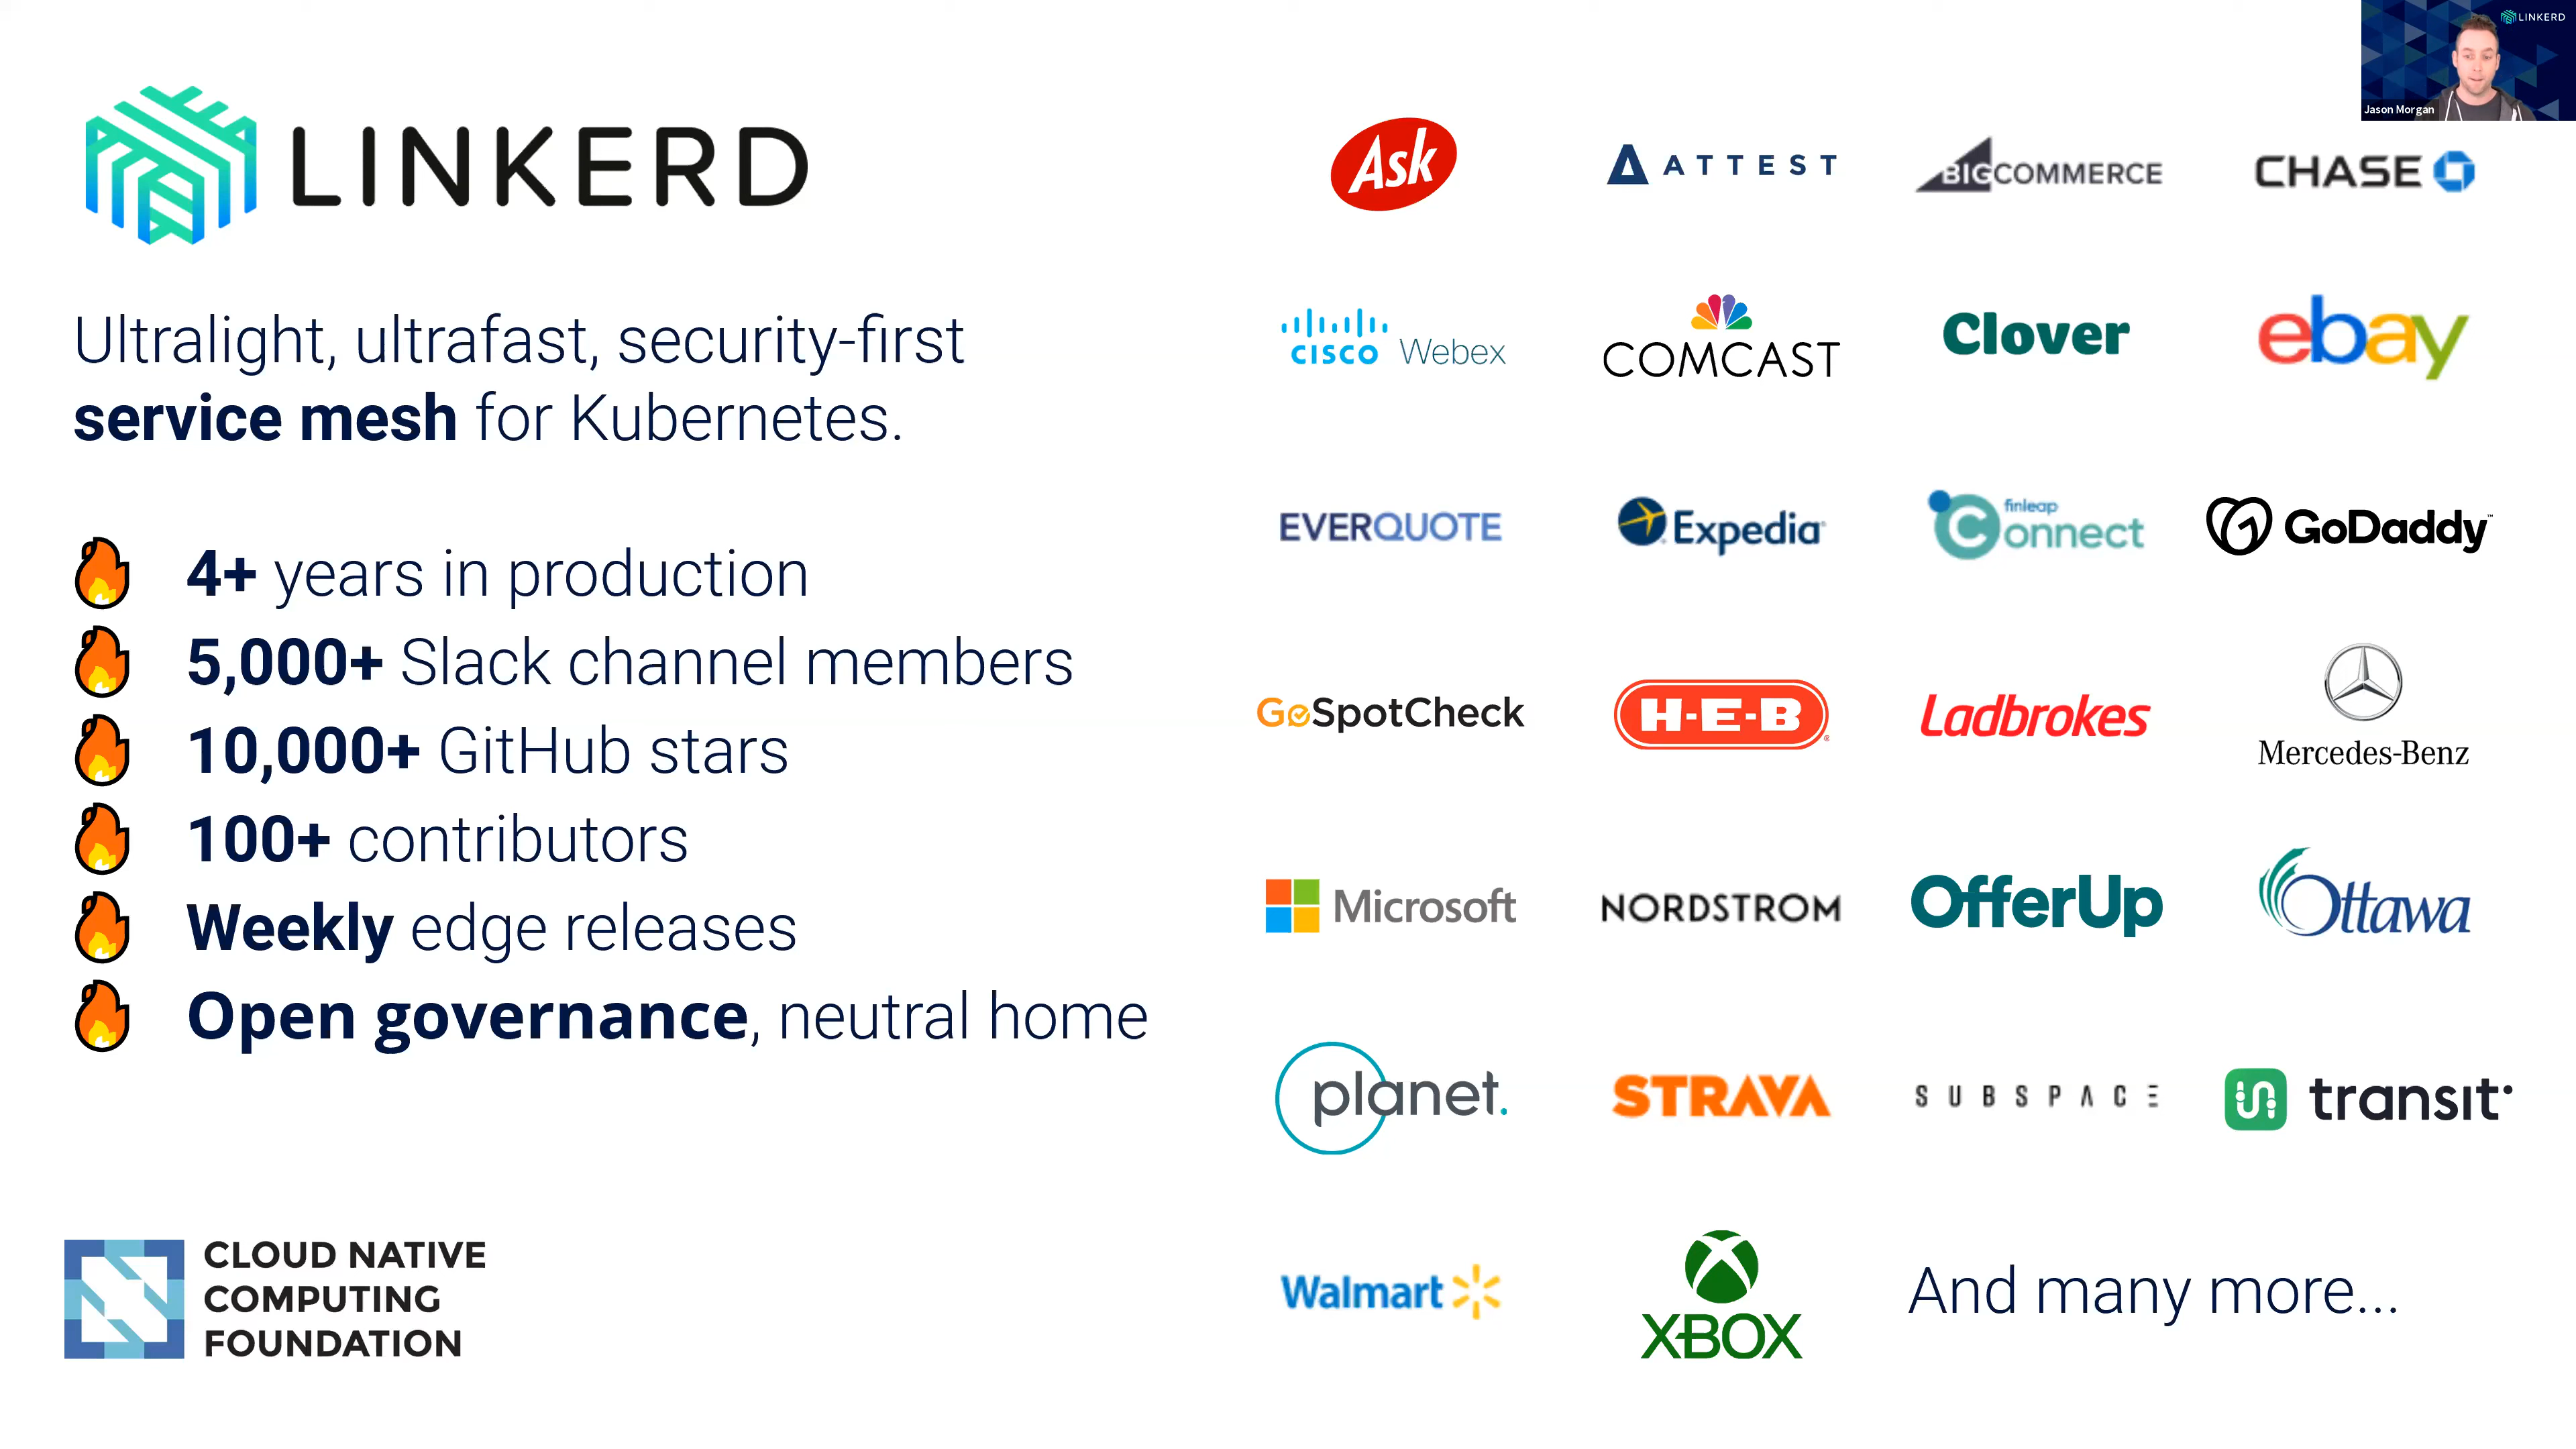 LINKERD
Ultralight, ultrafast, security-first
service mesh for Kubernetes.
4+ years in production
5,000+ Slack channel members
10,000+ GitHub stars
100+ contributors
Weekly edge releases
Open governance, neutral home
CLOUD NATIVE
COMPUTING
FOUNDATION
LINKERD
Jason Morgan
Ask
ATTEST
BIGCOMMERCE
CHASE
CISCO Webex
COMCAST
Clover
ebay
EVERQUOTE
Expedia
finleap
Connect
GoDaddy™
GoSpotCheck
H-E-B®
Ladbrokes
Mercedes-Benz
Microsoft
NORDSTROM
OfferUp
Ottawa
planet.
STRAVA
SUBSPACE
transit
Walmart
XBOX
And many more...